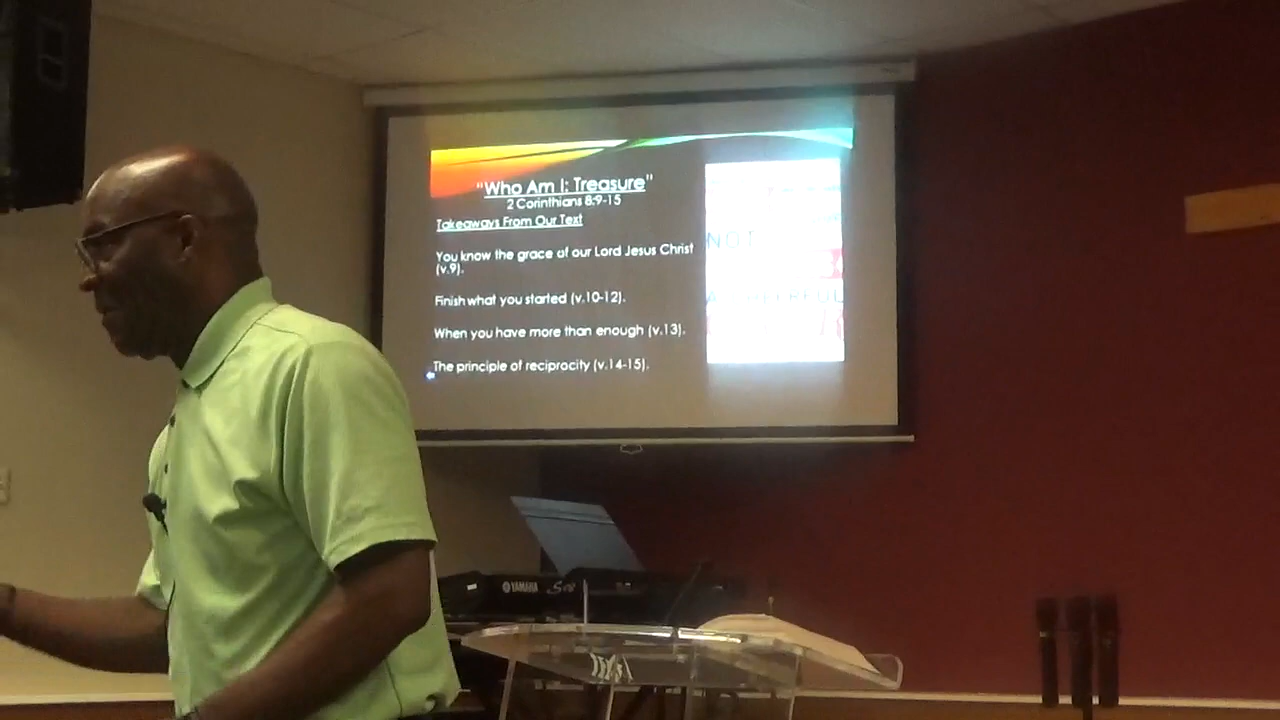 "Who Am I: Treasure"
2 Corinthians 8:9-15
Takeaways From Our Text
You know the grace of our Lord Jesus Christ
(v.9).
Finish what you started (v.10-12).
When you have more than enough (v.13).
The principle of reciprocity (v.14-15).
NOT
YAMAHA